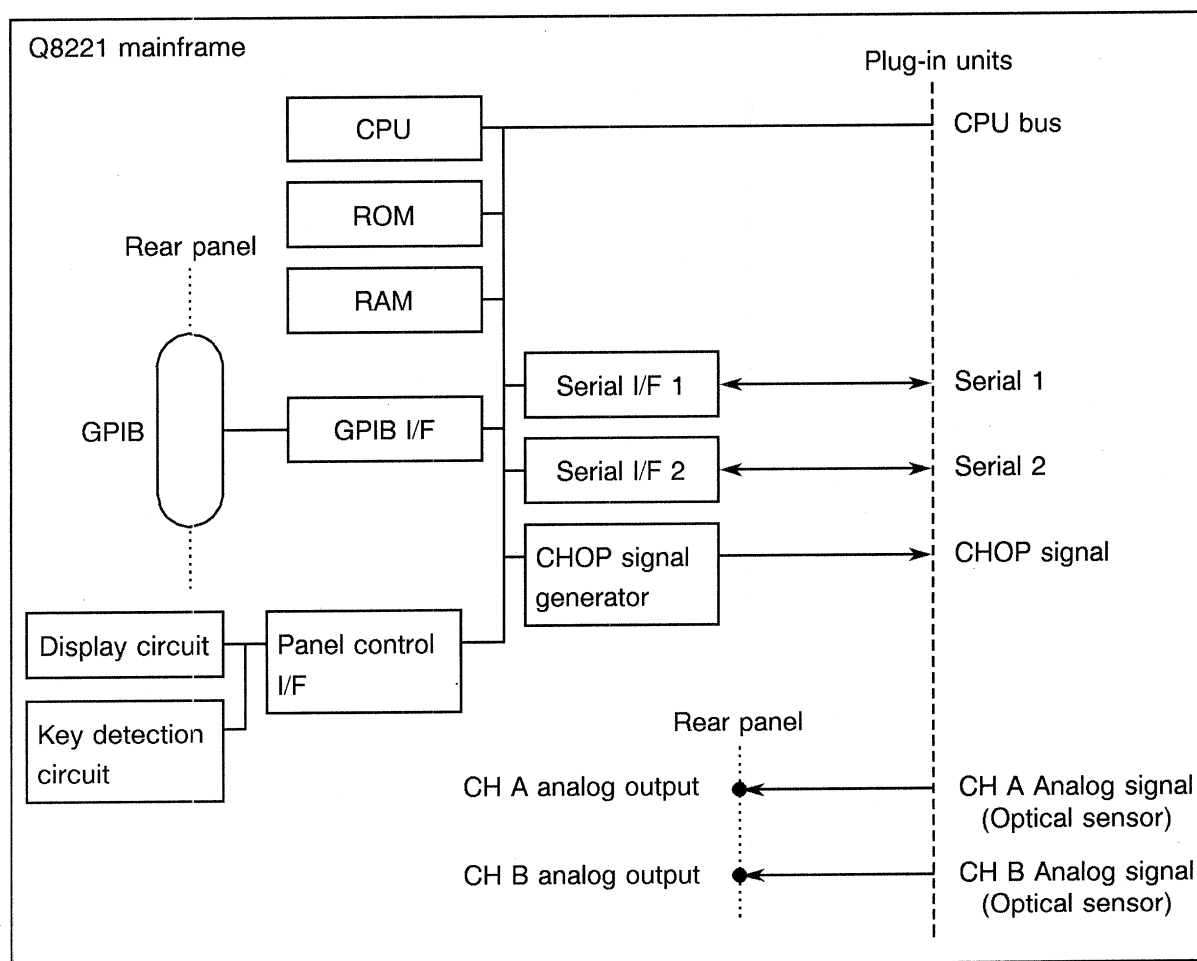 Q8221 mainframe
Plug-in units
CPU
CPU bus
ROM
Rear panel
RAM
Serial I/F 1
Serial 1
GPIB
GPIB I/F
Serial I/F 2
Serial 2
CHOP signal
generator
CHOP signal
Display circuit
Panel control
I/F
Key detection
circuit
Rear panel
CH A analog output
CH A Analog signal
(Optical sensor)
CH B analog output
CH B Analog signal
(Optical sensor)